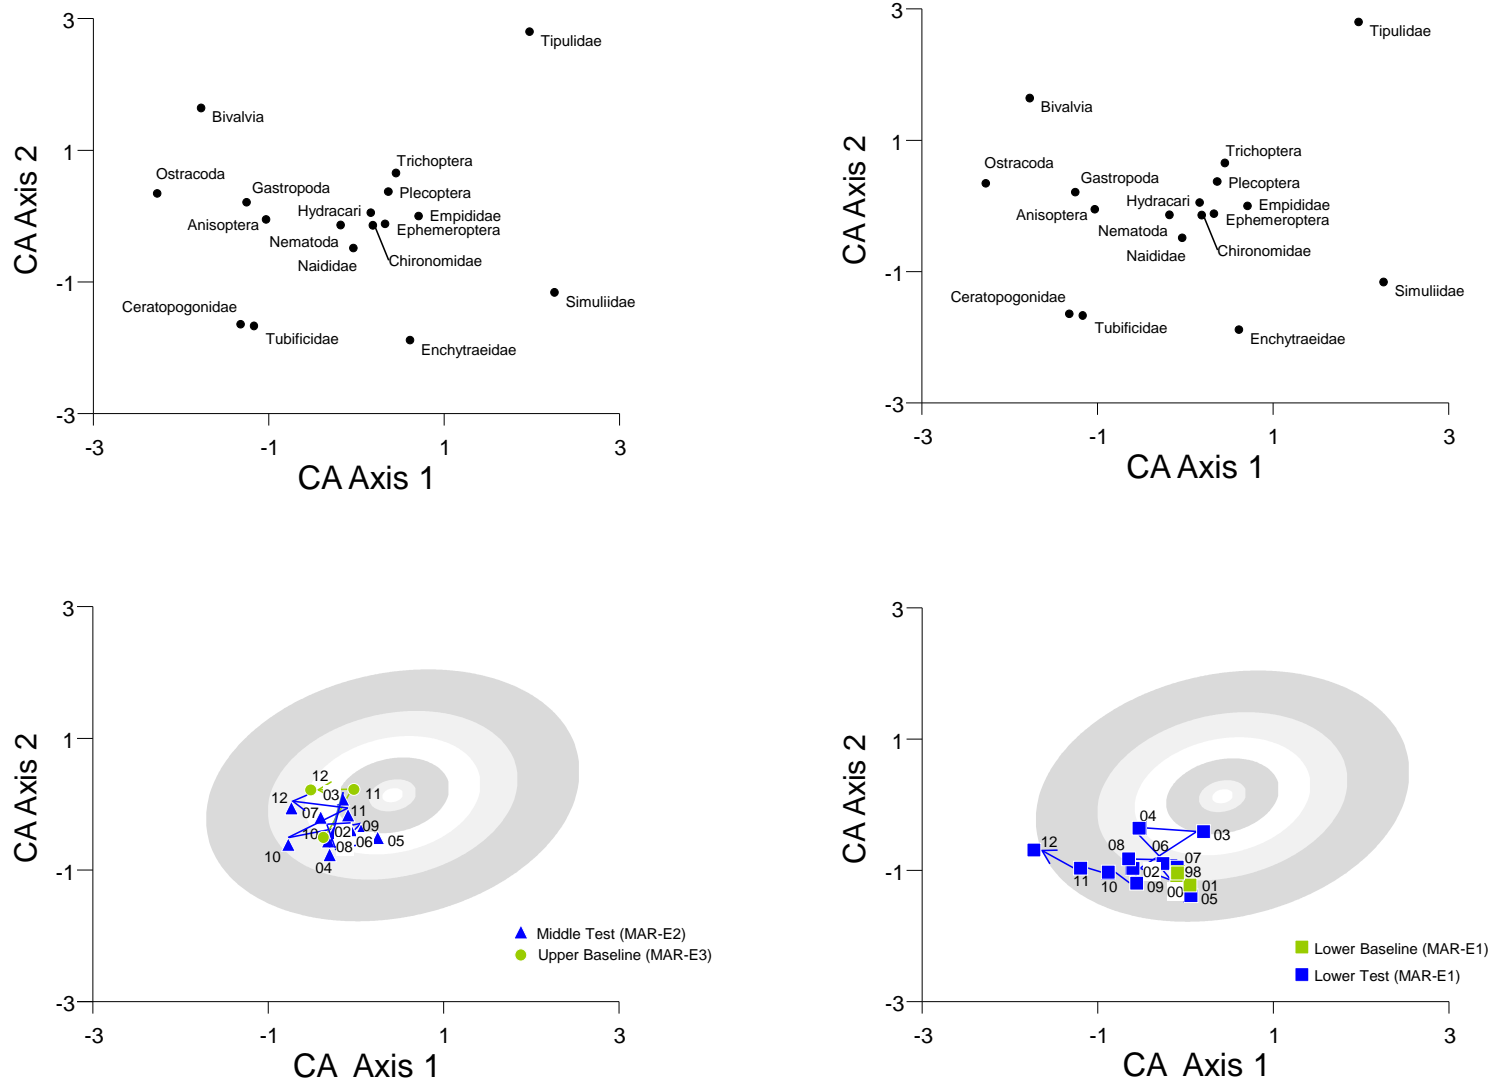 3
Tipulidae
Bivalvia
1
Trichoptera
Ostracoda
Gastropoda
Plecoptera
Hydracari
Empididae
Anisoptera
Ephemeroptera
Nematoda
Naididae
Chironomidae
-1
Ceratopogonidae
Simuliidae
Tubificidae
Enchytraeidae
-3
-3
-1
1
3
CA Axis 2
CA Axis 1
3
Tipulidae
Bivalvia
1
Trichoptera
Ostracoda
Gastropoda
Plecoptera
Hydracari
Empididae
Anisoptera
Ephemeroptera
Nematoda
Naididae
Chironomidae
-1
Ceratopogonidae
Simuliidae
Tubificidae
Enchytraeidae
-3
-3
-1
1
3
CA Axis 2
CA Axis 1
3
1
12
12
03
11
07
11
10
02
09
08
06
05
10
04
-1
Middle Test (MAR-E2)
Upper Baseline (MAR-E3)
-3
-3
-1
1
3
CA Axis 2
CA Axis 1
3
1
04
03
12
08
06
07
02
98
11
10
09
00
01
05
-1
Lower Baseline (MAR-E1)
Lower Test (MAR-E1)
-3
-3
-1
1
3
CA Axis 2
CA Axis 1